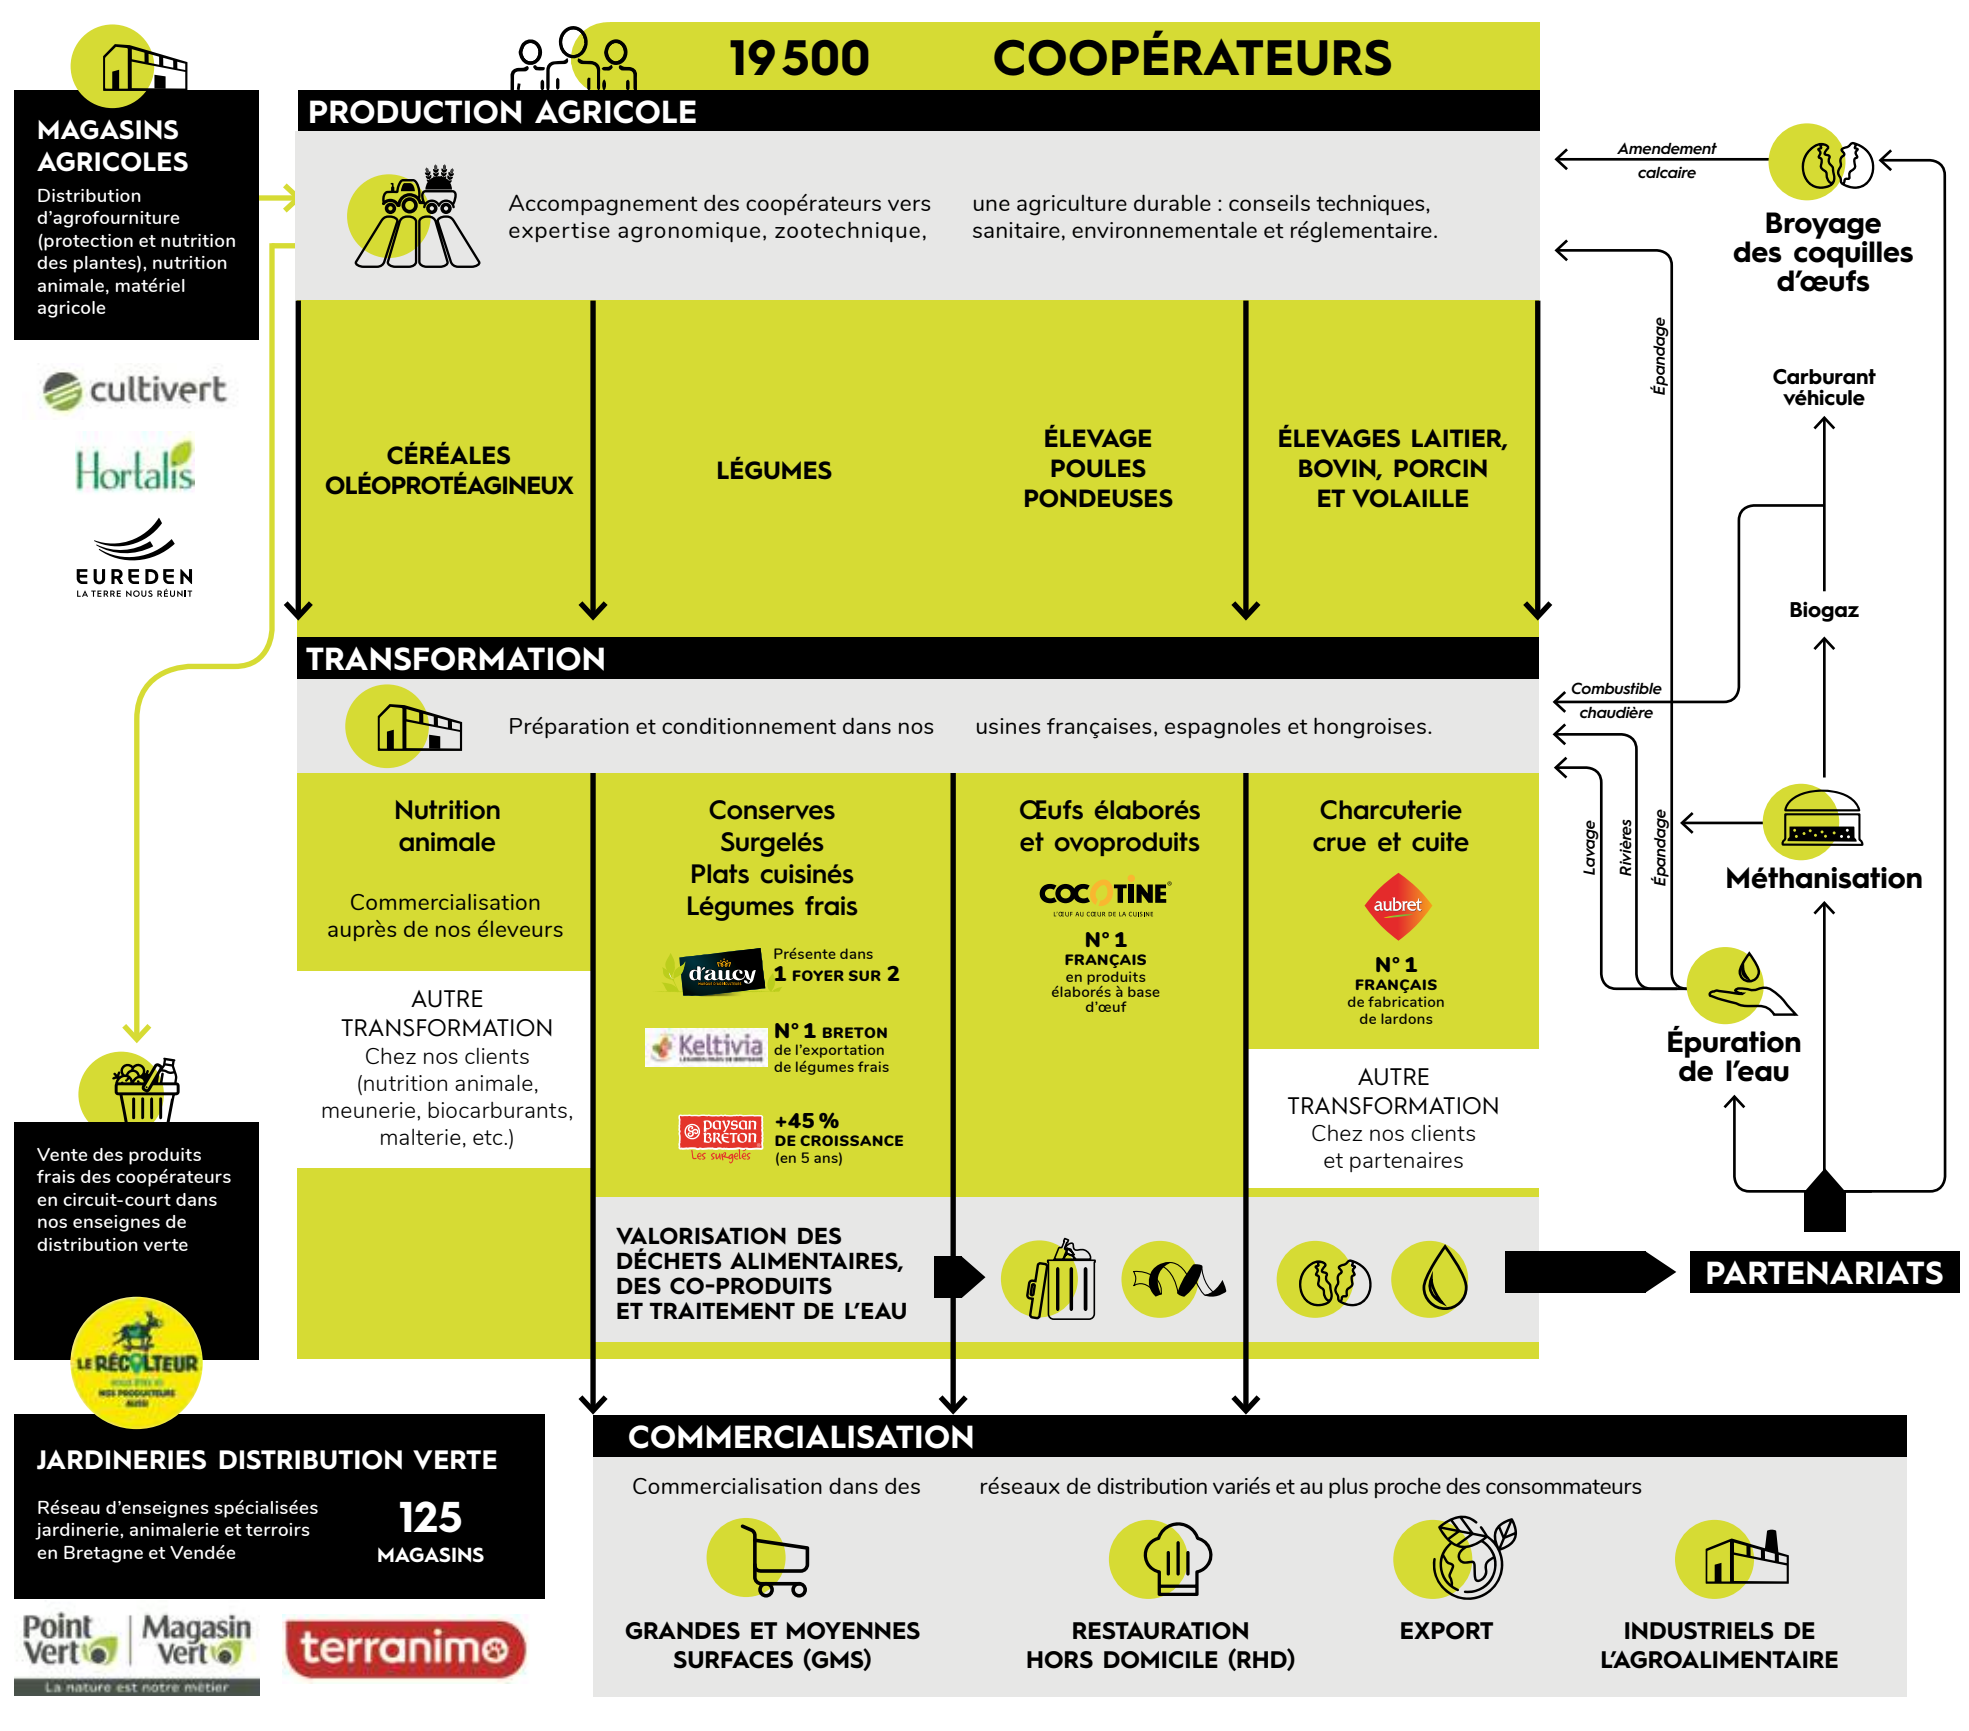 19 500 COOPÉRATEURS
MAGASINS
AGRICOLES
Distribution
d'agrofourniture
(protection et nutrition
des plantes), nutrition
animale, matériel
agricole
cultivert
Hortalis
EUREDEN
LA TERRE NOUS RÉUNIT
PRODUCTION AGRICOLE
Accompagnement des coopérateurs vers une agriculture durable : conseils techniques,
expertise agronomique, zootechnique, sanitaire, environnementale et réglementaire.
CÉRÉALES
OLÉOPROTÉAGINEUX
LÉGUMES
ÉLEVAGE
POULES
PONDEUSES
ÉLEVAGES LAITIER,
BOVIN, PORCIN
ET VOLAILLE
TRANSFORMATION
Préparation et conditionnement dans nos usines françaises, espagnoles et hongroises.
Nutrition
animale
Commercialisation
auprès de nos éleveurs
AUTRE
TRANSFORMATION
Chez nos clients
(nutrition animale,
meunerie, biocarburants,
malterie, etc.)
Conserves
Surgelés
Plats cuisinés
Légumes frais
d'aucy
Présente dans
1 FOYER SUR 2
Keltivia
N° 1 BRETON
de l'exportation
de légumes frais
paysan
BRETON
Les surgelés
+45 %
DE CROISSANCE
(en 5 ans)
Œufs élaborés
et ovoproduits
COCOTINE®
L'ŒUF AU CŒUR DE LA CUISINE
N° 1
FRANÇAIS
en produits
élaborés à base
d'œuf
Charcuterie
crue et cuite
aubret
N° 1
FRANÇAIS
de fabrication
de lardons
AUTRE
TRANSFORMATION
Chez nos clients
et partenaires
VALORISATION DES
DÉCHETS ALIMENTAIRES,
DES CO-PRODUITS
ET TRAITEMENT DE L'EAU
PARTENARIATS
Amendement
calcaire
Broyage
des coquilles
d'œufs
Épandage
Carburant
véhicule
Biogaz
Combustible
chaudière
Lavage
Rivières
Épandage
Méthanisation
Épuration
de l'eau
Vente des produits
frais des coopérateurs
en circuit-court dans
nos enseignes de
distribution verte
LE RÉCOLTEUR
NOS PRODUCTEURS
AUSSI
JARDINERIES DISTRIBUTION VERTE
Réseau d'enseignes spécialisées
jardinerie, animalerie et terroirs
en Bretagne et Vendée
125
MAGASINS
Point
Vert
Magasin
Vert
La nature est notre métier
terranimo
COMMERCIALISATION
Commercialisation dans des réseaux de distribution variés et au plus proche des consommateurs
GRANDES ET MOYENNES
SURFACES (GMS)
RESTAURATION
HORS DOMICILE (RHD)
EXPORT
INDUSTRIELS DE
L'AGROALIMENTAIRE